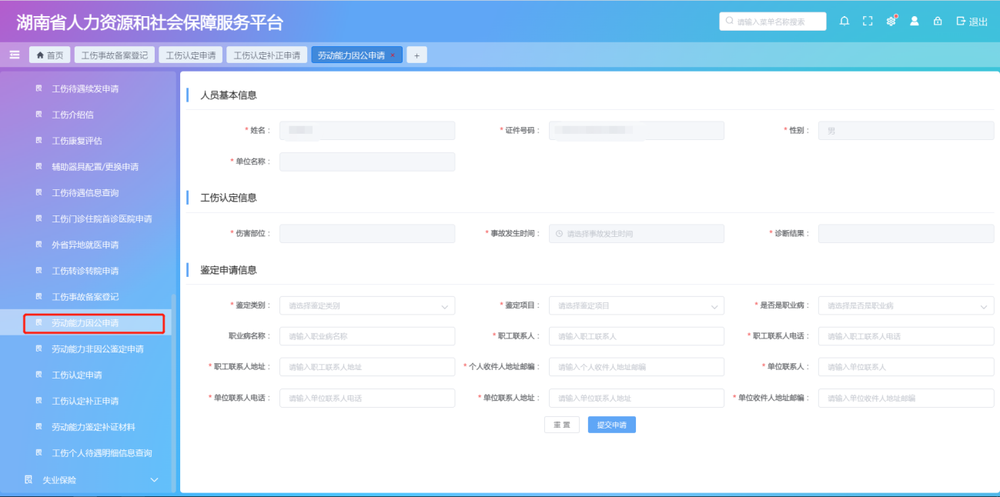 湖南省人力资源和社会保障服务平台
请输入菜单名称搜索
退出
首页
工伤事故备案登记
工伤认定申请
工伤认定补正申请
劳动能力因公申请 ×
+
工伤待遇续发申请
工伤介绍信
工伤康复评估
辅助器具配置/更换申请
工伤待遇信息查询
工伤门诊住院首诊医院申请
外省异地就医申请
工伤转诊转院申请
工伤事故备案登记
劳动能力因公申请
劳动能力非因公鉴定申请
工伤认定申请
工伤认定补正申请
劳动能力鉴定补证材料
工伤个人待遇明细信息查询
失业保险
人员基本信息
* 姓名：
* 证件号码：
* 性别： 男
* 单位名称：
工伤认定信息
* 伤害部位：
* 事故发生时间： 请选择事故发生时间
* 诊断结果：
鉴定申请信息
* 鉴定类别： 请选择鉴定类别
* 鉴定项目： 请选择鉴定项目
* 是否是职业病： 请选择是否是职业病
职业病名称： 请输入职业病名称
* 职工联系人： 请输入职工联系人
* 职工联系人电话： 请输入职工联系人电话
* 职工联系人地址： 请输入职工联系人地址
* 个人收件人地址邮编： 请输入个人收件人地址邮编
* 单位联系人： 请输入单位联系人
* 单位联系人电话： 请输入单位联系人电话
* 单位联系人地址： 请输入单位联系人地址
* 单位收件人地址邮编： 请输入单位收件人地址邮编
重 置
提交申请